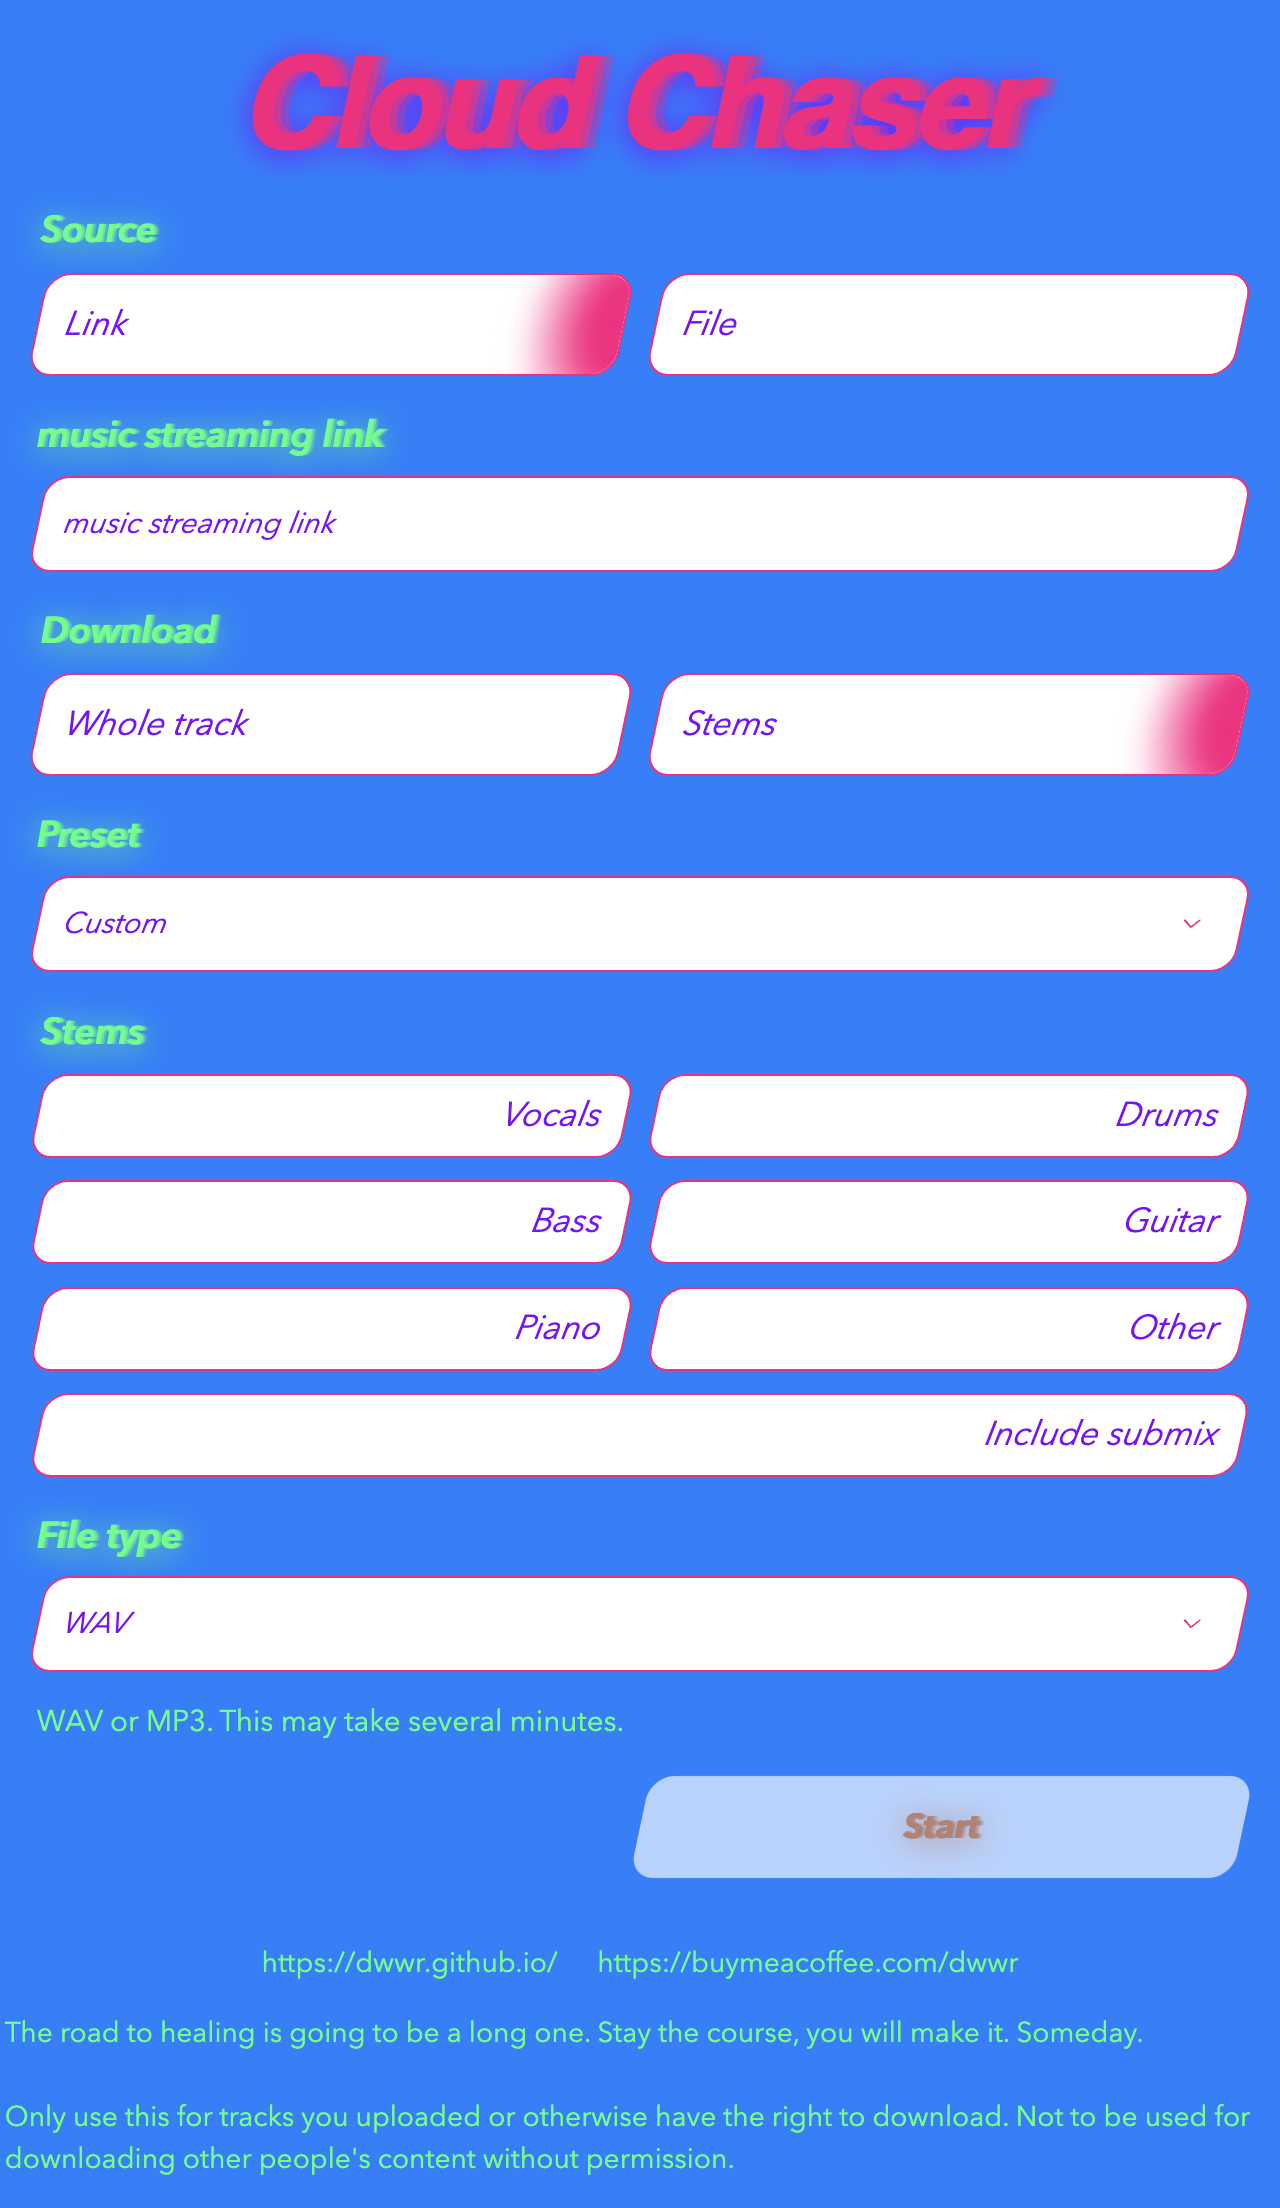 Cloud Chaser
Source
Link
File
music streaming link
music streaming link
Download
Whole track
Stems
Preset
Custom
Stems
Vocals
Drums
Bass
Guitar
Piano
Other
Include submix
File type
WAV
WAV or MP3. This may take several minutes.
Start
https://dwwr.github.io/ https://buymeacoffee.com/dwwr
The road to healing is going to be a long one. Stay the course, you will make it. Someday.
Only use this for tracks you uploaded or otherwise have the right to download. Not to be used for
downloading other people's content without permission.